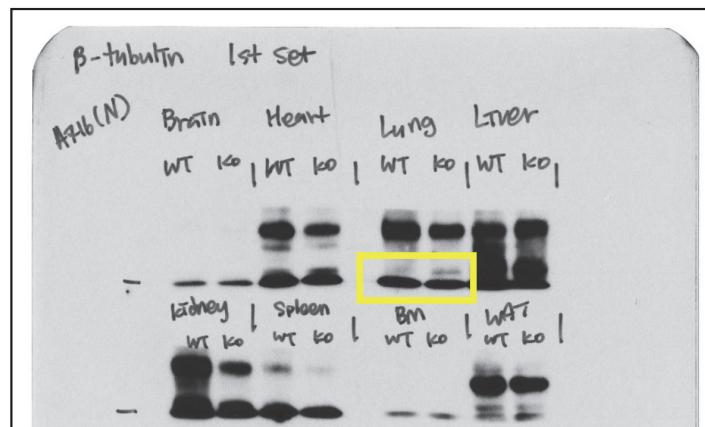 β-tubulin 1st set
Brain Heart Lung Liver
WT KO | WT KO | WT KO | WT KO |
kidney | Spleen | BM | WAT |
WT KO WT KO WT KO WT KO